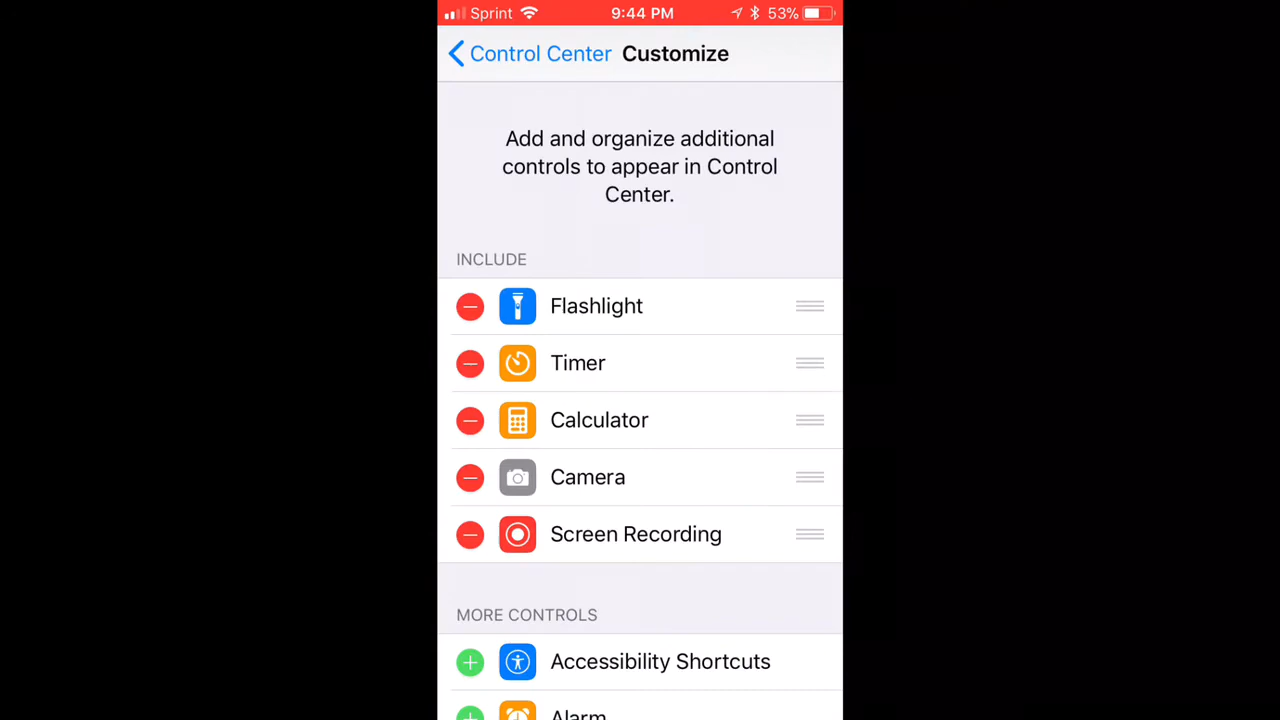 Sprint 9:44 PM 53%
Control Center Customize
Add and organize additional
controls to appear in Control
Center.
INCLUDE
Flashlight
Timer
Calculator
Camera
Screen Recording
MORE CONTROLS
Accessibility Shortcuts
Alarm